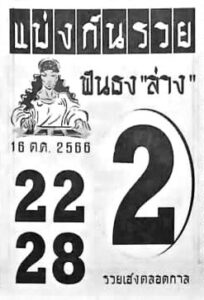 แบ่งกันรวย
ฟันธง "ล่าง"
16 ตค. 2566
2
22
28
รวยเฮงตลอดกาล